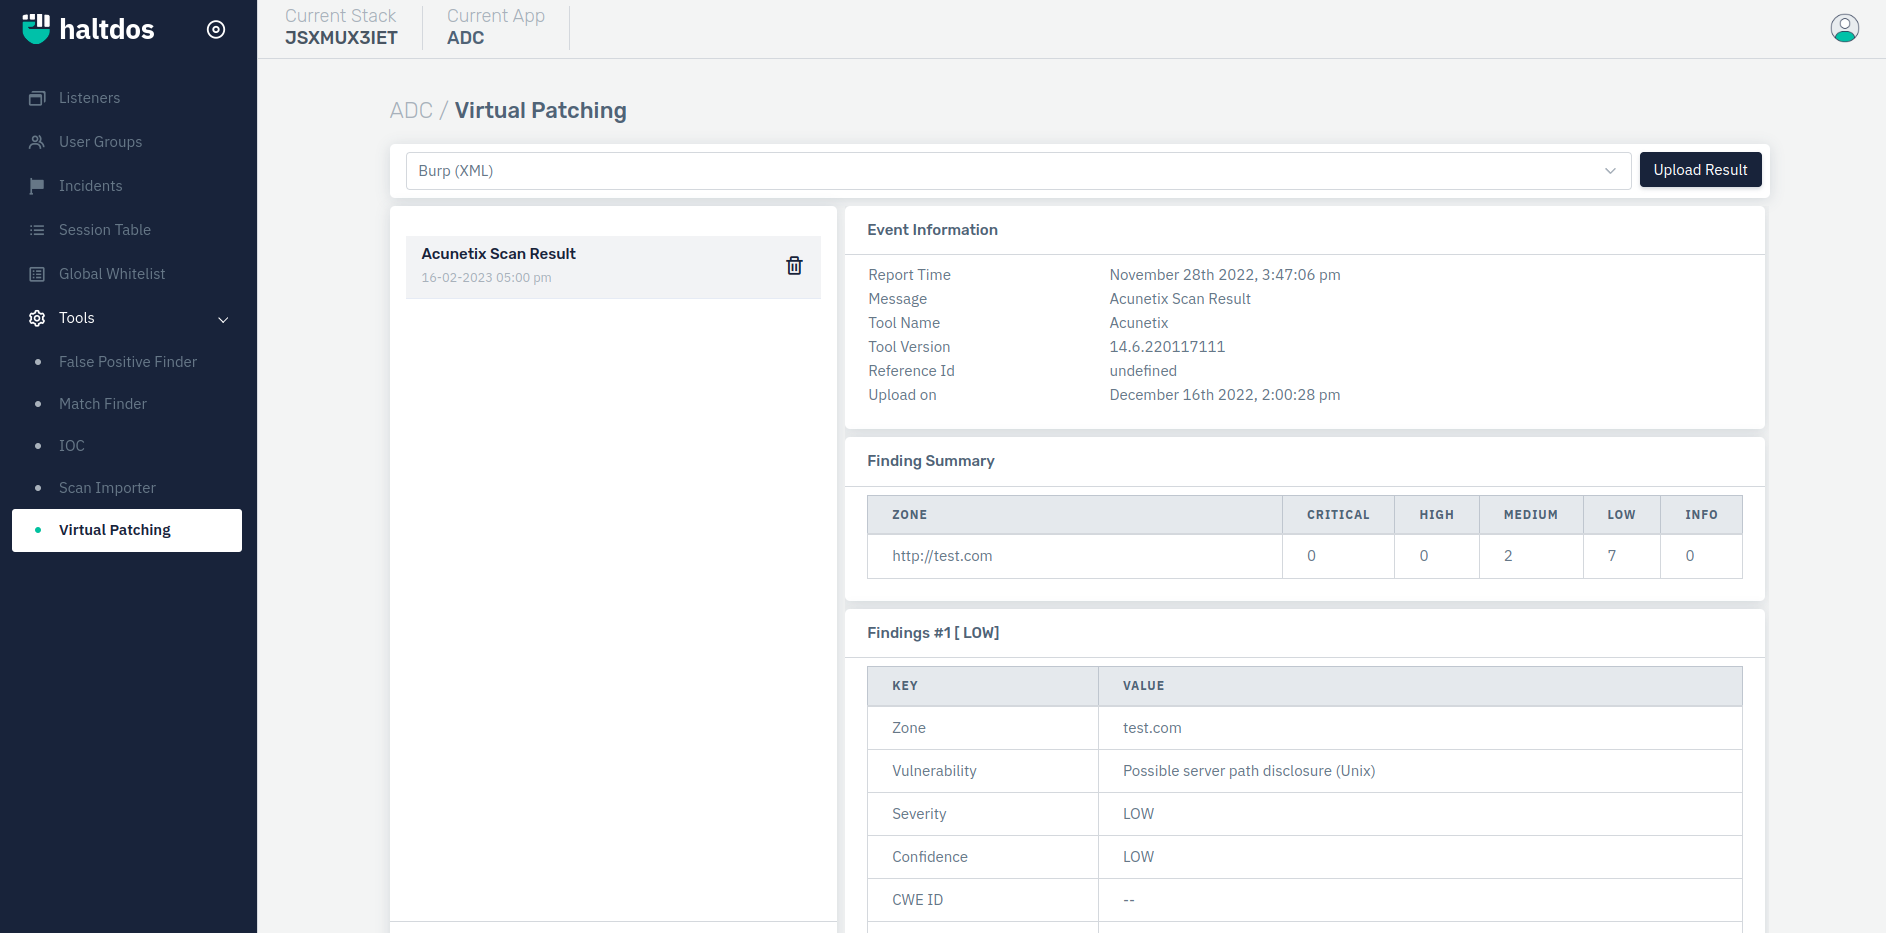 haltdos
Current Stack
JSXMUX3IET
Current App
ADC
Listeners
User Groups
Incidents
Session Table
Global Whitelist
Tools
False Positive Finder
Match Finder
IOC
Scan Importer
Virtual Patching
ADC / Virtual Patching
Burp (XML)
Upload Result
Acunetix Scan Result
16-02-2023 05:00 pm
Event Information
Report Time November 28th 2022, 3:47:06 pm
Message Acunetix Scan Result
Tool Name Acunetix
Tool Version 14.6.220117111
Reference Id undefined
Upload on December 16th 2022, 2:00:28 pm
Finding Summary
ZONE CRITICAL HIGH MEDIUM LOW INFO
http://test.com 0 0 2 7 0
Findings #1 [ LOW]
KEY VALUE
Zone test.com
Vulnerability Possible server path disclosure (Unix)
Severity LOW
Confidence LOW
CWE ID --